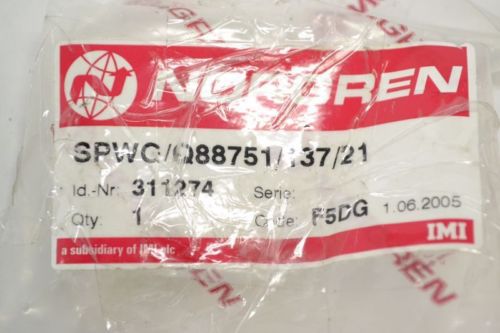 NORGREN
SPWC/Q88751/137/21
Id.-Nr: 311274 Serie:
Qty. 1 Code: F5DG 1.06.2005
a subsidiary of IMI plc IMI